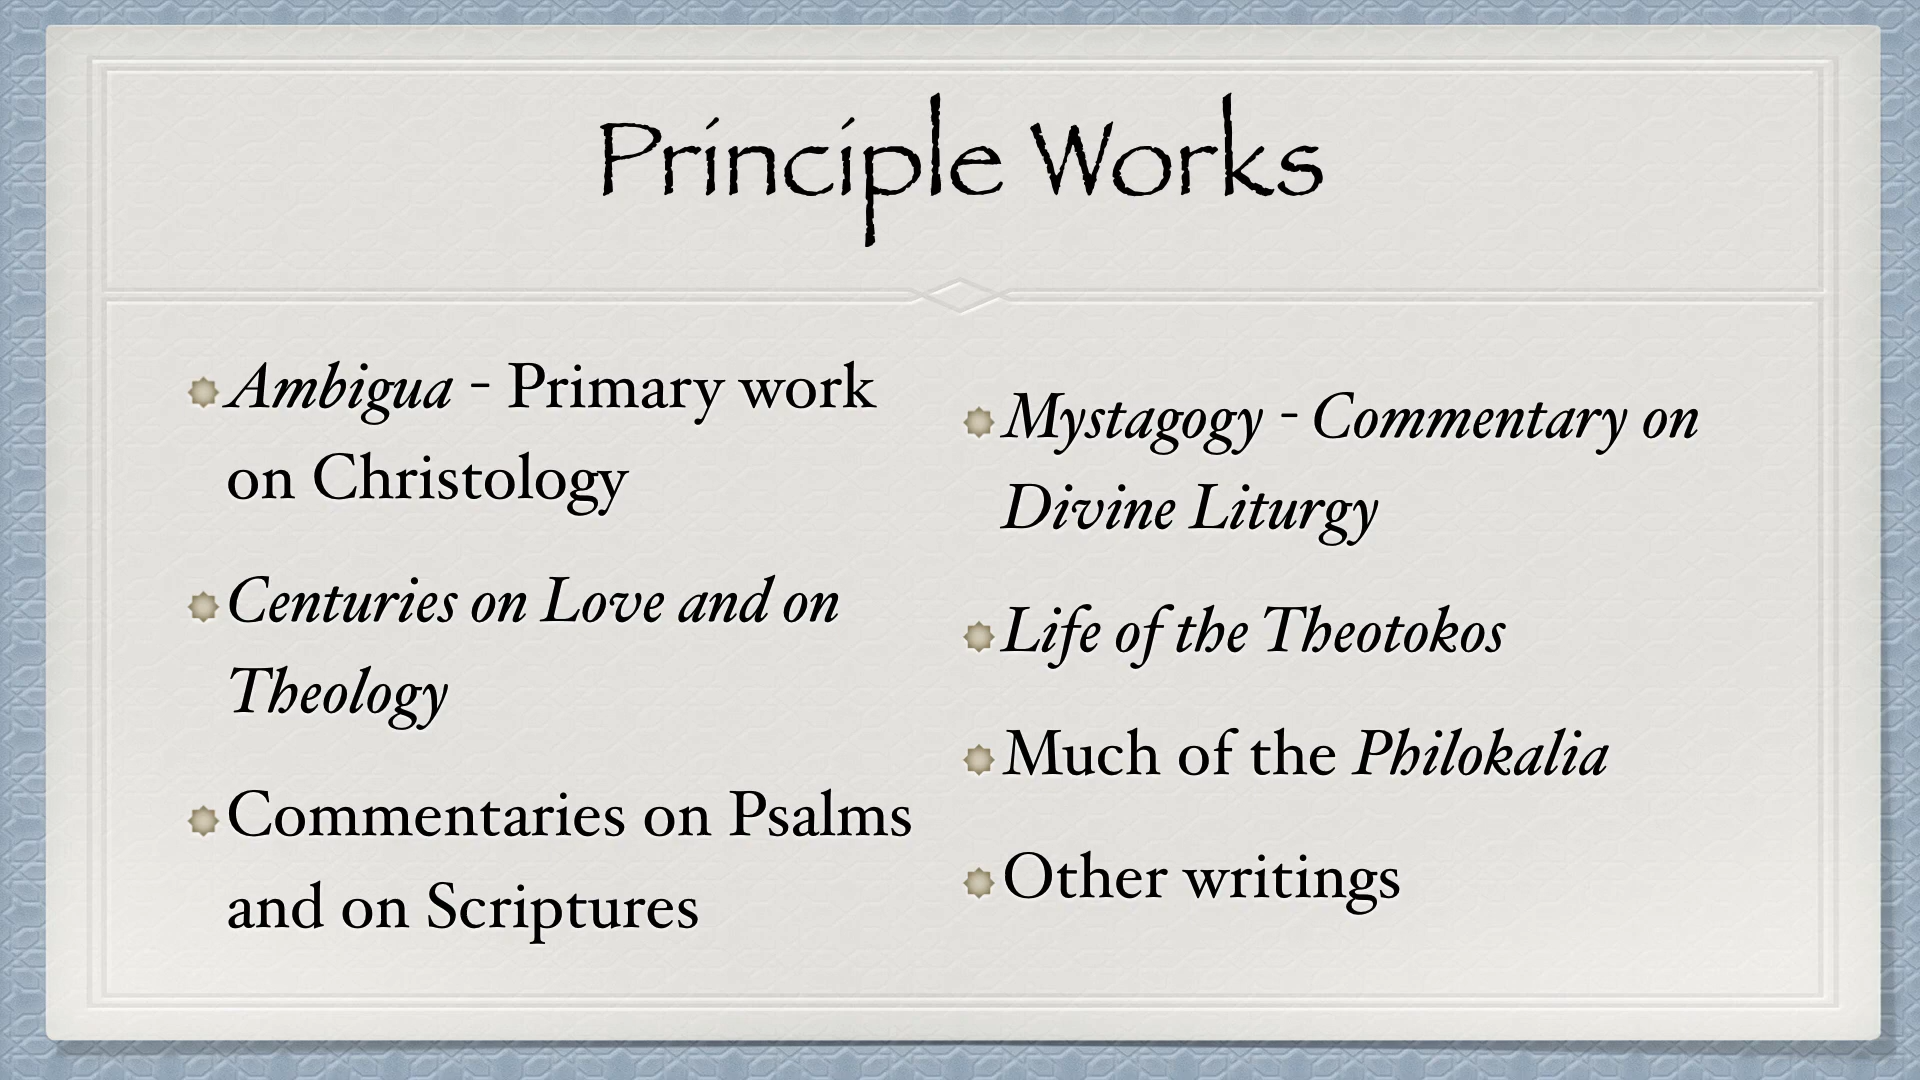 Principle Works
Ambigua - Primary work
on Christology
Centuries on Love and on
Theology
Commentaries on Psalms
and on Scriptures
Mystagogy - Commentary on
Divine Liturgy
Life of the Theotokos
Much of the Philokalia
Other writings